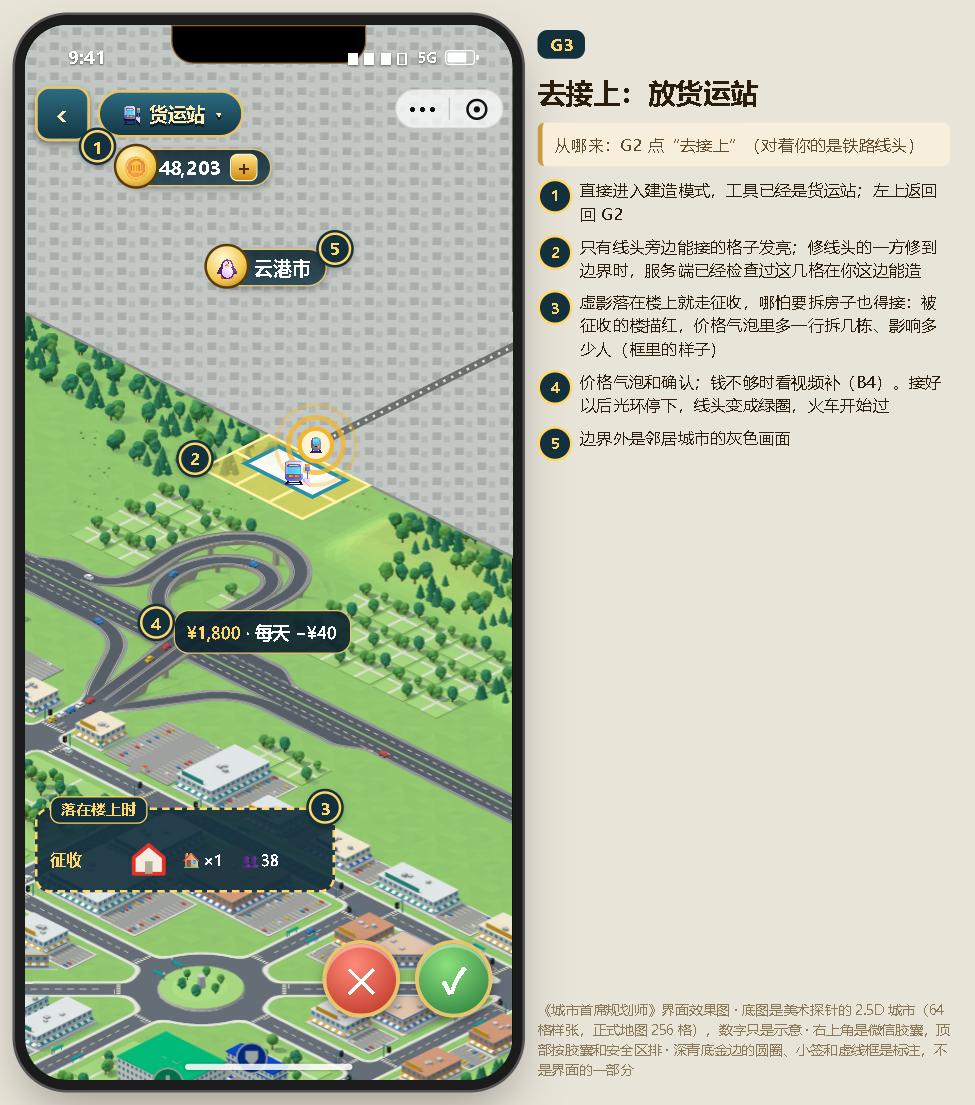 9:41
5G
‹
货运站
1
48,203
+
云港市
5
2
4
¥1,800 · 每天 -¥40
落在楼上时
3
征收
×1
38
G3
去接上：放货运站
从哪来：G2 点“去接上”（对着你的是铁路线头）
1
直接进入建造模式，工具已经是货运站；左上返回
回 G2
2
只有线头旁边能接的格子发亮；修线头的一方修到
边界时，服务端已经检查过这几格在你这边能造
3
虚影落在楼上就走征收，哪怕要拆房子也得接：被
征收的楼描红，价格气泡里多一行拆几栋、影响多
少人（框里的样子）
4
价格气泡和确认；钱不够时看视频补（B4）。接好
以后光环停下，线头变成绿圈，火车开始过
5
边界外是邻居城市的灰色画面
《城市首席规划师》界面效果图 · 底图是美术探针的 2.5D 城市（64
格样张，正式地图 256 格），数字只是示意 · 右上角是微信胶囊，顶
部按胶囊和安全区排 · 深青底金边的圆圈、小签和虚线框是标注，不
是界面的一部分